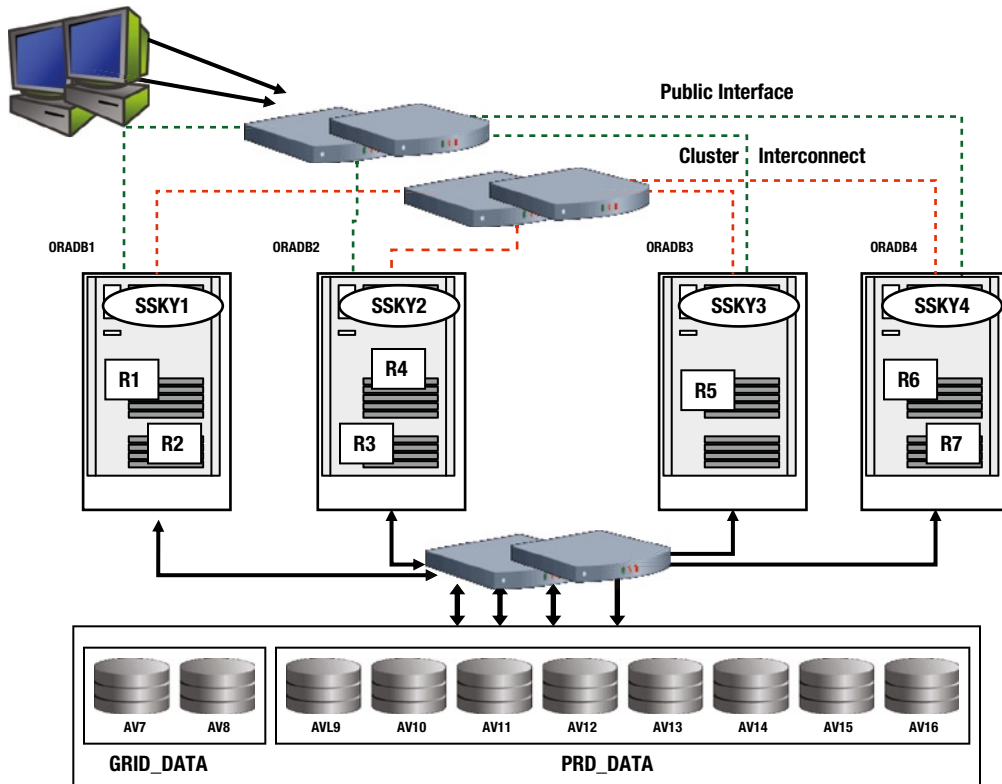 Public Interface
Cluster Interconnect
ORADB1
ORADB2
ORADB3
ORADB4
SSKY1
SSKY2
SSKY3
SSKY4
R1
R4
R5
R6
R2
R3
R7
AV7
AV8
AVL9
AV10
AV11
AV12
AV13
AV14
AV15
AV16
GRID_DATA
PRD_DATA